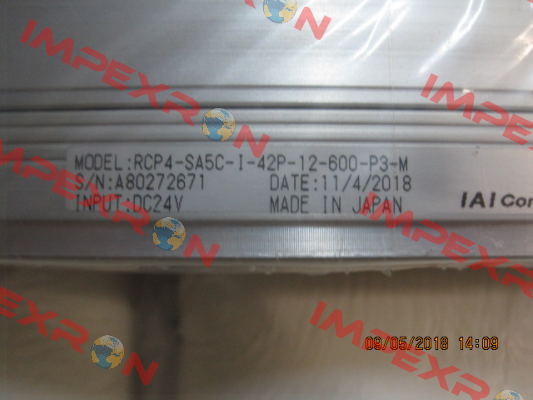 IMPEXRON
IMPEXRON
MODEL:RCP4-SA5C-I-42P-12-600-P3-M
S/N:A80272671 DATE:11/4/2018
INPUT:DC24V MADE IN JAPAN IAI Cor
IMPEXRON
IMPEXRON
IMPEXRON
09/05/2018 14:09